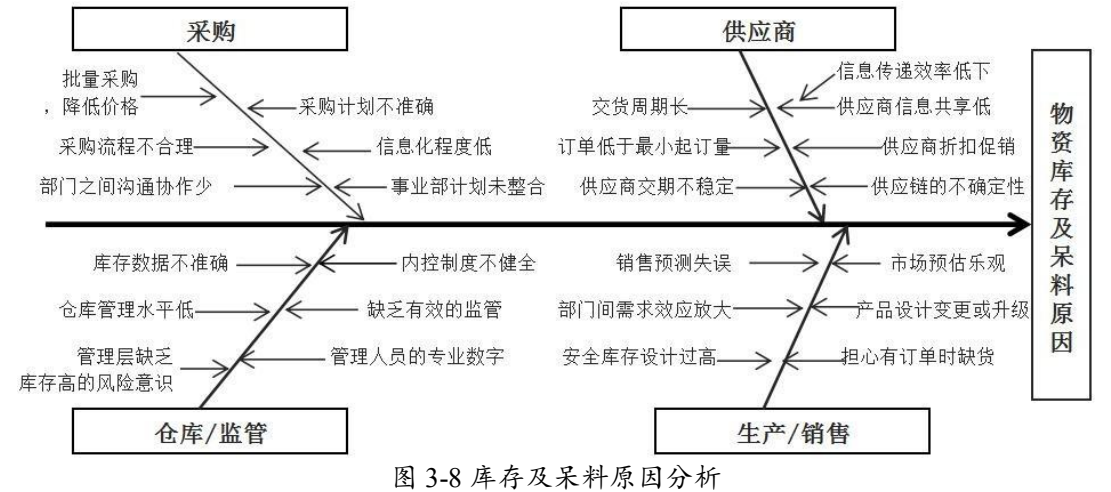 采购
供应商
批量采购
，降低价格
采购计划不准确
采购流程不合理
信息化程度低
部门之间沟通协作少
事业部计划未整合
信息传递效率低下
交货周期长
供应商信息共享低
订单低于最小起订量
供应商折扣促销
供应商交期不稳定
供应链的不确定性
物资库存及呆料原因
库存数据不准确
内控制度不健全
仓库管理水平低
缺乏有效的监管
管理层缺乏
库存高的风险意识
管理人员的专业数字
销售预测失误
市场预估乐观
部门间需求效应放大
产品设计变更或升级
安全库存设计过高
担心有订单时缺货
仓库/监管
生产/销售
图 3-8 库存及呆料原因分析